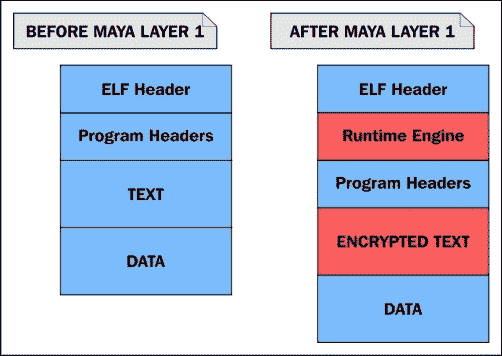 BEFORE MAYA LAYER 1
ELF Header
Program Headers
TEXT
DATA
AFTER MAYA LAYER 1
ELF Header
Runtime Engine
Program Headers
ENCRYPTED TEXT
DATA